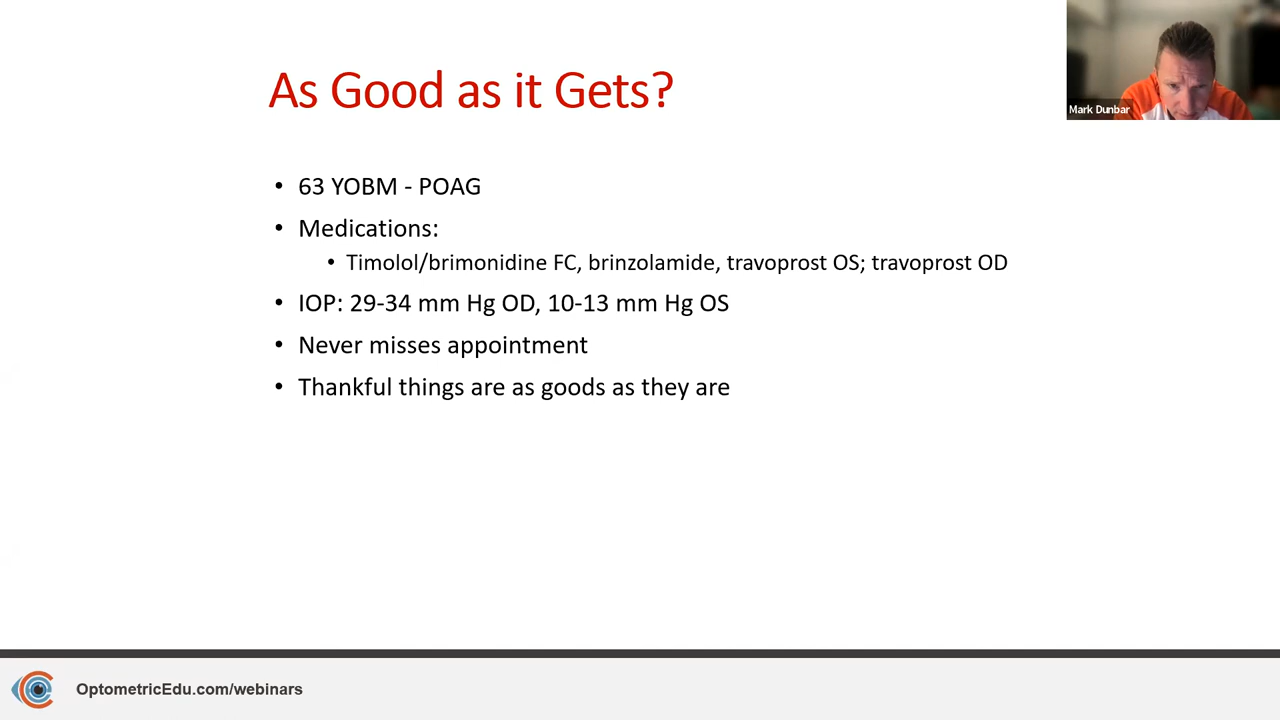 As Good as it Gets?
Mark Dunbar
• 63 YOBM - POAG
• Medications:
• Timolol/brimonidine FC, brinzolamide, travoprost OS; travoprost OD
• IOP: 29-34 mm Hg OD, 10-13 mm Hg OS
• Never misses appointment
• Thankful things are as goods as they are
OptometricEdu.com/webinars